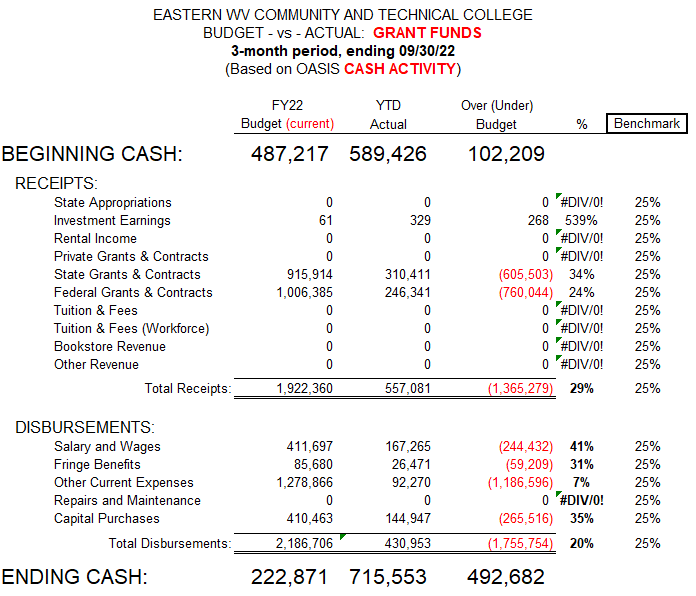 EASTERN WV COMMUNITY AND TECHNICAL COLLEGE
BUDGET - vs - ACTUAL: GRANT FUNDS
3-month period, ending 09/30/22
(Based on OASIS CASH ACTIVITY)
FY22 YTD Over (Under)
Budget (current) Actual Budget % Benchmark
BEGINNING CASH: 487,217 589,426 102,209
RECEIPTS:
State Appropriations 0 0 0 #DIV/0! 25%
Investment Earnings 61 329 268 539% 25%
Rental Income 0 0 0 #DIV/0! 25%
Private Grants & Contracts 0 0 0 #DIV/0! 25%
State Grants & Contracts 915,914 310,411 (605,503) 34% 25%
Federal Grants & Contracts 1,006,385 246,341 (760,044) 24% 25%
Tuition & Fees 0 0 0 #DIV/0! 25%
Tuition & Fees (Workforce) 0 0 0 #DIV/0! 25%
Bookstore Revenue 0 0 0 #DIV/0! 25%
Other Revenue 0 0 0 #DIV/0! 25%
Total Receipts: 1,922,360 557,081 (1,365,279) 29% 25%
DISBURSEMENTS:
Salary and Wages 411,697 167,265 (244,432) 41% 25%
Fringe Benefits 85,680 26,471 (59,209) 31% 25%
Other Current Expenses 1,278,866 92,270 (1,186,596) 7% 25%
Repairs and Maintenance 0 0 0 #DIV/0! 25%
Capital Purchases 410,463 144,947 (265,516) 35% 25%
Total Disbursements: 2,186,706 430,953 (1,755,754) 20% 25%
ENDING CASH: 222,871 715,553 492,682